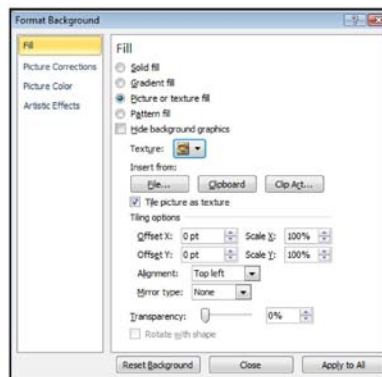 Format Background
Fill
Picture Corrections
Picture Color
Artistic Effects
Fill
Solid fill
Gradient fill
Picture or texture fill
Pattern fill
Hide background graphics
Texture:
Insert from:
File...
Clipboard
Clip Art...
Tile picture as texture
Tiling options
Offset X: 0 pt Scale X: 100%
Offset Y: 0 pt Scale Y: 100%
Alignment: Top left
Mirror type: None
Transparency: 0%
Rotate with shape
Reset Background
Close
Apply to All